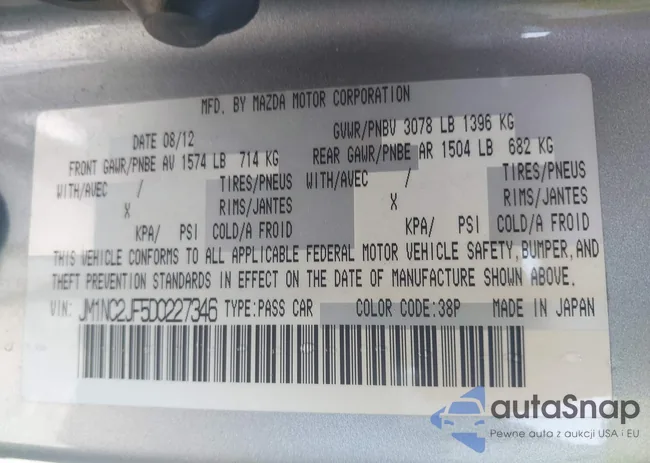 MFD. BY MAZDA MOTOR CORPORATION
DATE 08/12 GVWR/PNBV 3078 LB 1396 KG
FRONT GAWR/PNBE AV 1574 LB 714 KG REAR GAWR/PNBE AR 1504 LB 682 KG
WITH/AVEC / TIRES/PNEUS WITH/AVEC / TIRES/PNEUS
X RIMS/JANTES X RIMS/JANTES
KPA/ PSI COLD/A FROID KPA/ PSI COLD/A FROID
THIS VEHICLE CONFORMS TO ALL APPLICABLE FEDERAL MOTOR VEHICLE SAFETY,BUMPER,AND
THEFT PREVENTION STANDARDS IN EFFECT ON THE DATE OF MANUFACTURE SHOWN ABOVE.
VIN: JM1NC2JF5D0227346 TYPE:PASS CAR COLOR CODE:38P MADE IN JAPAN
autaSnap
Pewne auta z aukcji USA i EU